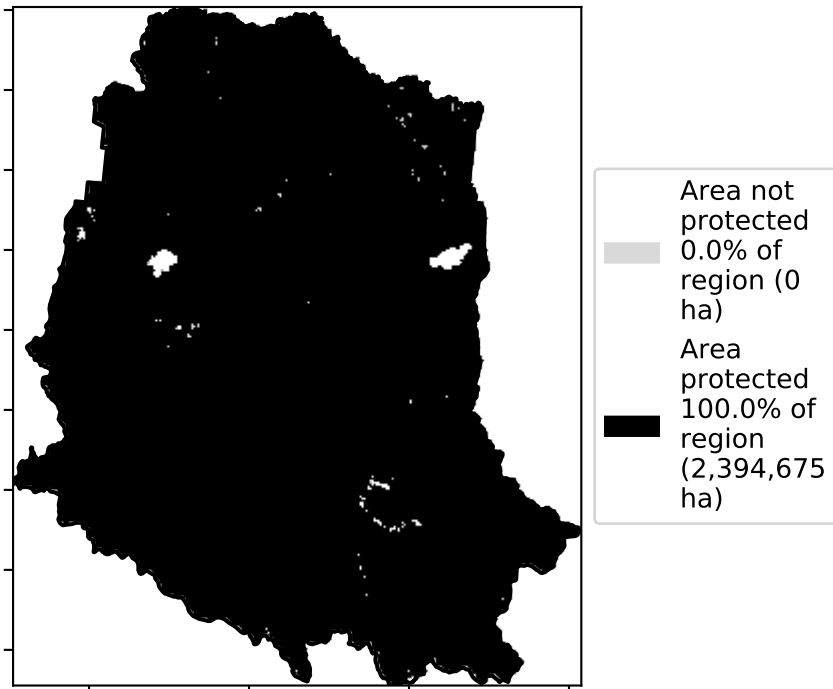 Area not
protected
0.0% of
region (0
ha)
Area
protected
100.0% of
region
(2,394,675
ha)